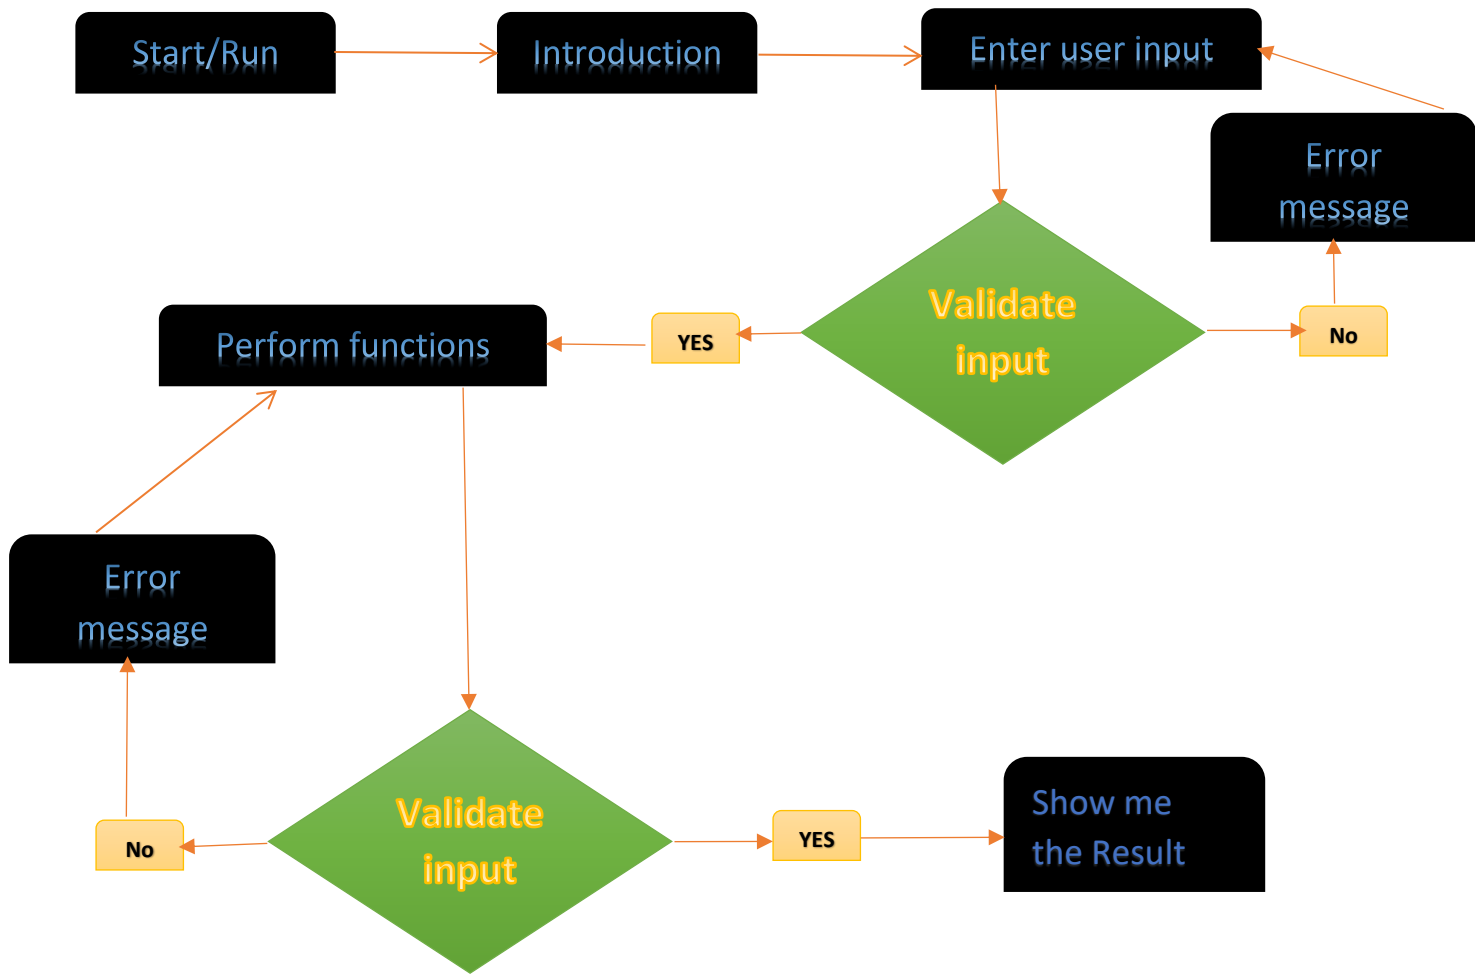 Start/Run
Introduction
Enter user input
Error
message
Validate
input
YES
No
Perform functions
Error
message
Validate
input
No
YES
Show me
the Result